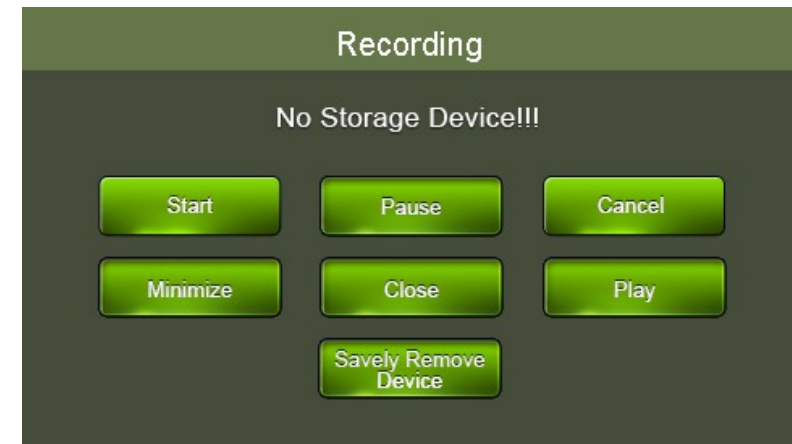 Recording
No Storage Device!!!
Start
Pause
Cancel
Minimize
Close
Play
Savely Remove
Device